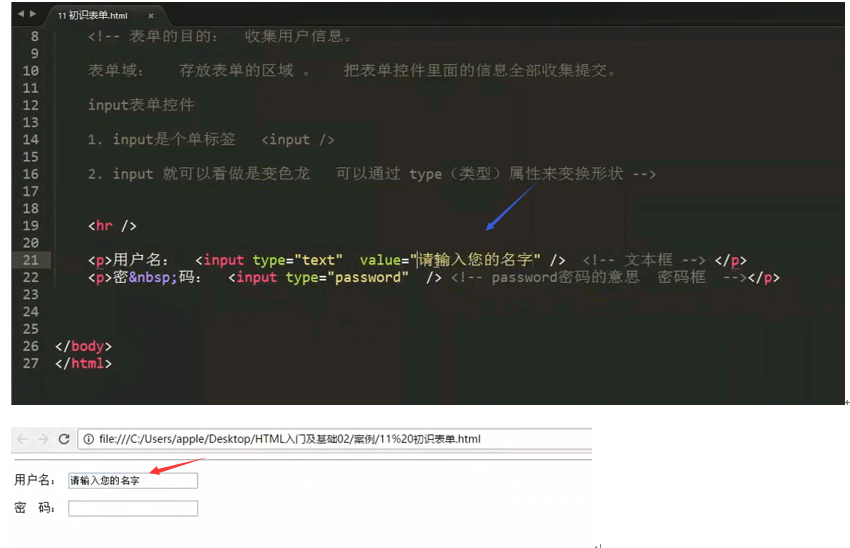 11 初识表单.html ×
8 <!-- 表单的目的： 收集用户信息。
9
10 表单域： 存放表单的区域 。 把表单控件里面的信息全部收集提交。
11
12 input表单控件
13
14 1. input是个单标签 <input />
15
16 2. input 就可以看做是变色龙 可以通过 type（类型）属性来变换形状 -->
17
18
19 <hr />
20
21 <p>用户名： <input type="text" value="请输入您的名字" /> <!-- 文本框 --> </p>
22 <p>密&nbsp;码： <input type="password" /> <!-- password密码的意思 密码框 --></p>
23
24
25
26 </body>
27 </html>
file:///C:/Users/apple/Desktop/HTML入门及基础02/案例/11%20初识表单.html
用户名： 请输入您的名字
密 码：